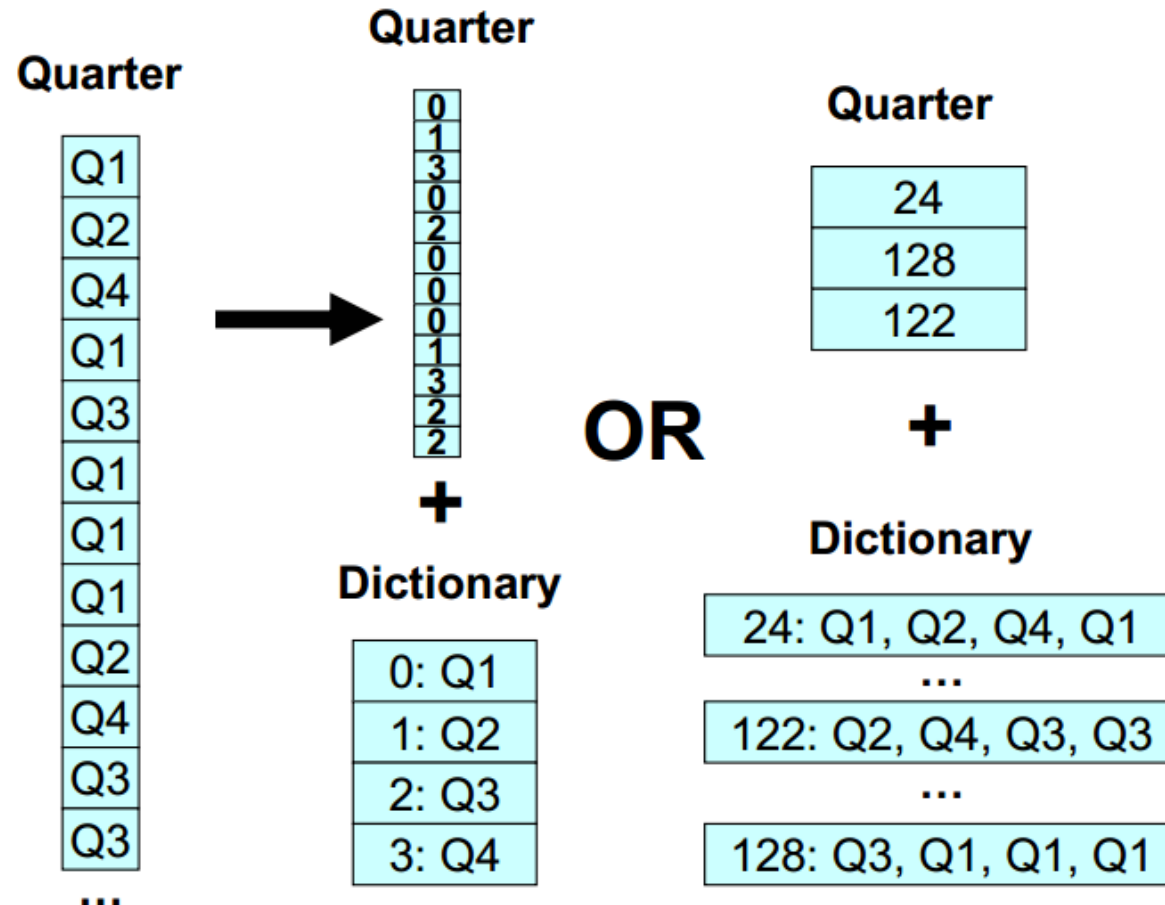 Quarter
Q1
Q2
Q4
Q1
Q3
Q1
Q1
Q1
Q2
Q4
Q3
Q3
...
Quarter
0
1
3
0
2
0
0
0
1
3
2
2
+
Dictionary
0: Q1
1: Q2
2: Q3
3: Q4
OR
Quarter
24
128
122
+
Dictionary
24: Q1, Q2, Q4, Q1
...
122: Q2, Q4, Q3, Q3
...
128: Q3, Q1, Q1, Q1